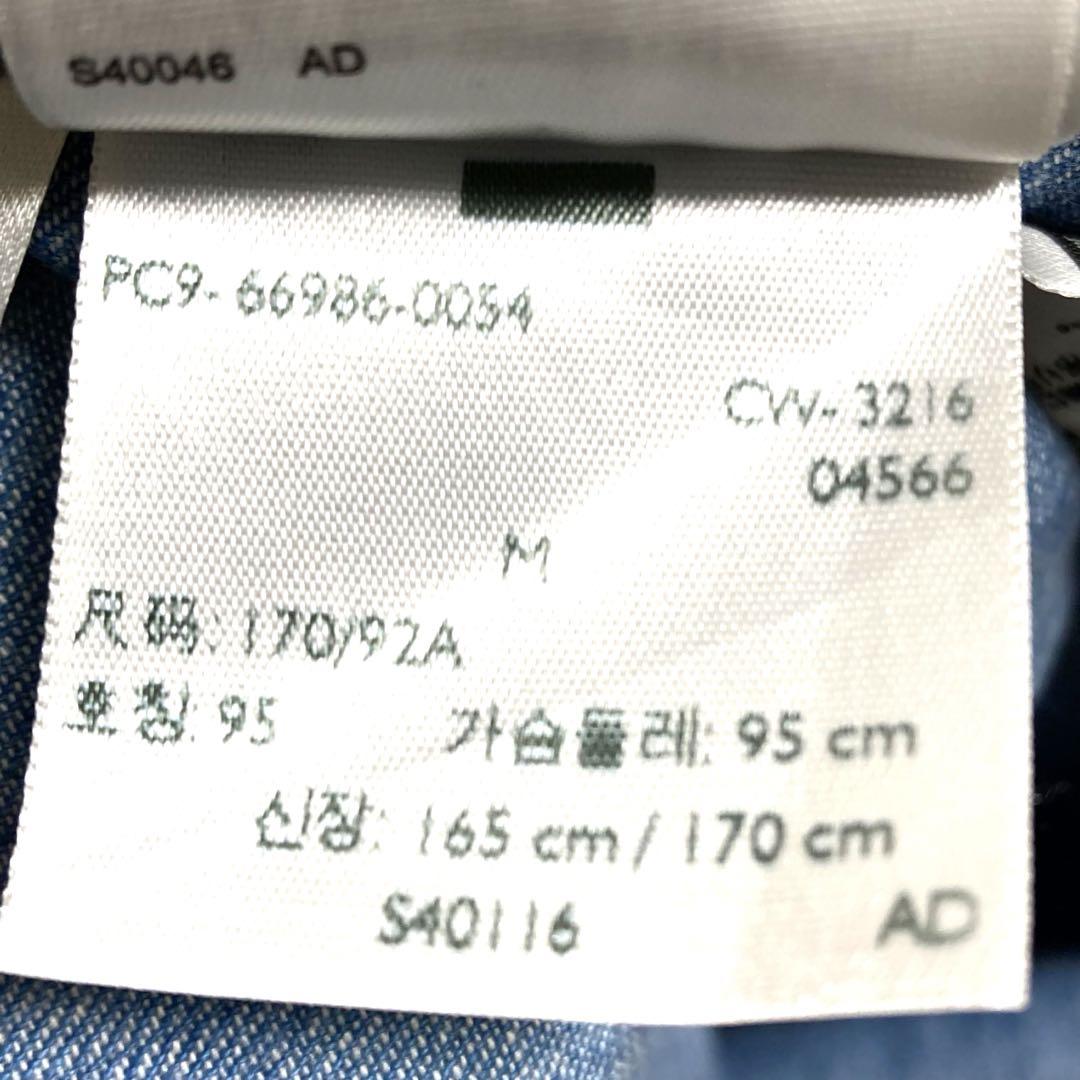 S40046 AD
PC9-66986-0054
CW-3216
04566
M
尺码: 170/92A
호칭: 95 가슴둘레: 95 cm
신장: 165 cm / 170 cm
S40116 AD